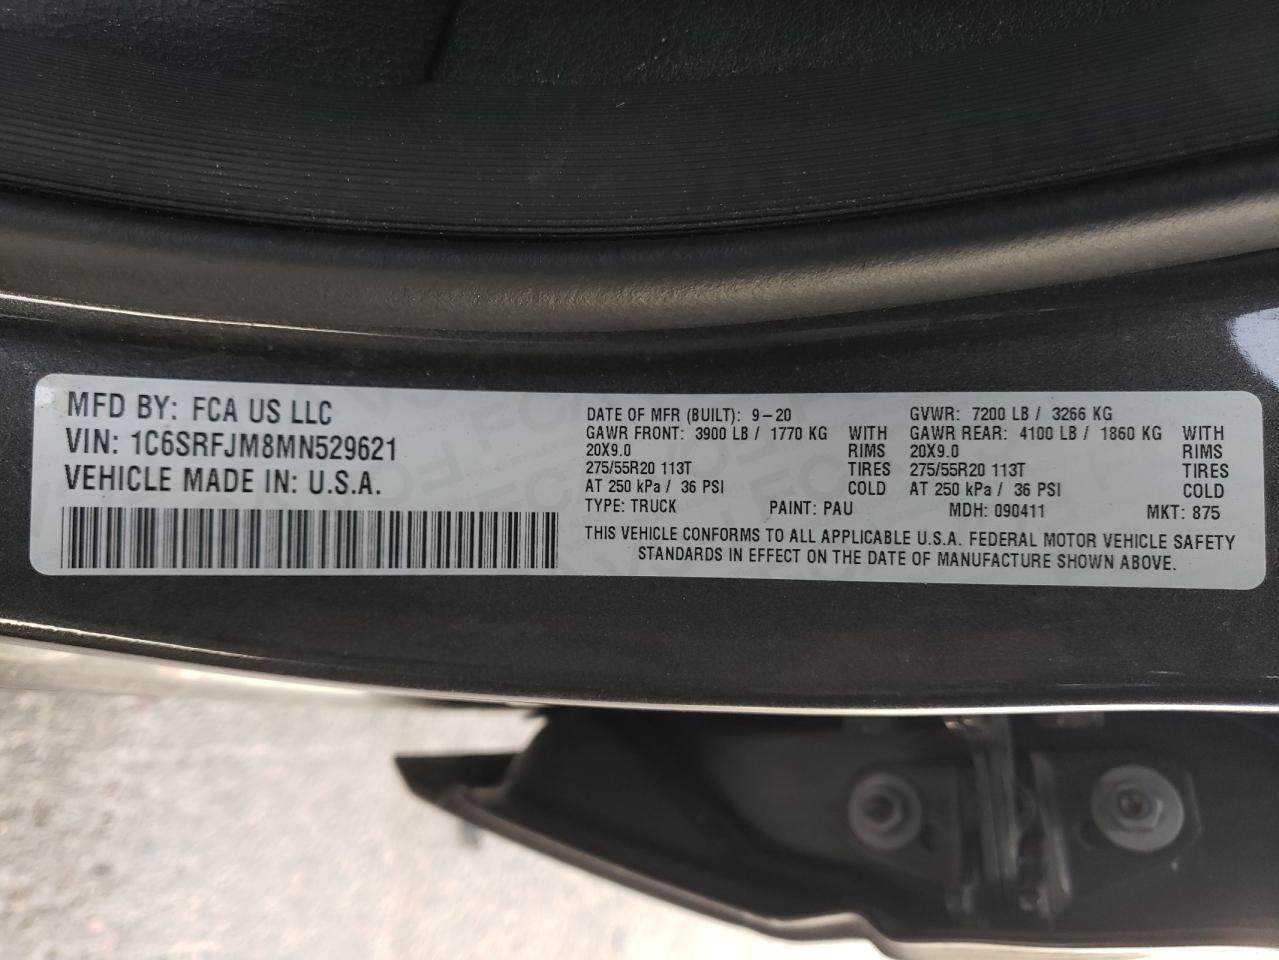 MFD BY: FCA US LLC
VIN: 1C6SRFJM8MN529621
VEHICLE MADE IN: U.S.A.
DATE OF MFR (BUILT): 9-20
GAWR FRONT: 3900 LB / 1770 KG WITH
20X9.0 RIMS
275/55R20 113T TIRES
AT 250 kPa / 36 PSI COLD
GVWR: 7200 LB / 3266 KG
GAWR REAR: 4100 LB / 1860 KG WITH
20X9.0 RIMS
275/55R20 113T TIRES
AT 250 kPa / 36 PSI COLD
TYPE: TRUCK PAINT: PAU MDH: 090411 MKT: 875
THIS VEHICLE CONFORMS TO ALL APPLICABLE U.S.A. FEDERAL MOTOR VEHICLE SAFETY
STANDARDS IN EFFECT ON THE DATE OF MANUFACTURE SHOWN ABOVE.